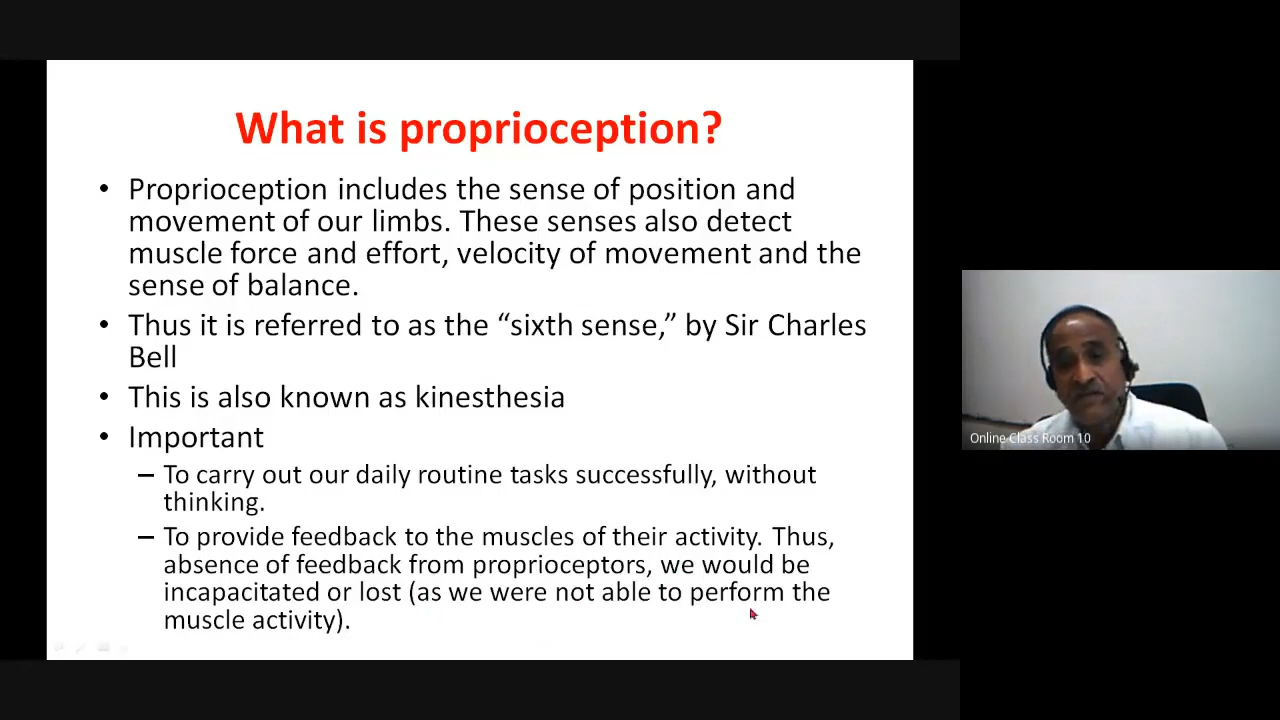 What is proprioception?
• Proprioception includes the sense of position and
movement of our limbs. These senses also detect
muscle force and effort, velocity of movement and the
sense of balance.
• Thus it is referred to as the “sixth sense,” by Sir Charles
Bell
• This is also known as kinesthesia
• Important
– To carry out our daily routine tasks successfully, without
thinking.
– To provide feedback to the muscles of their activity. Thus,
absence of feedback from proprioceptors, we would be
incapacitated or lost (as we were not able to perform the
muscle activity).
Online Class Room 10